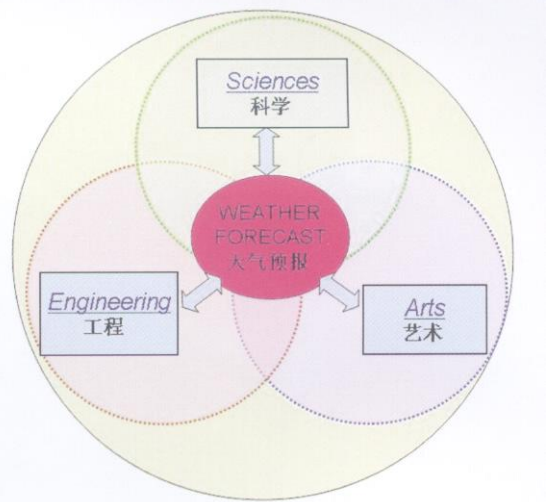 Sciences
科学
WEATHER
FORECAST
天气预报
Engineering
工程
Arts
艺术